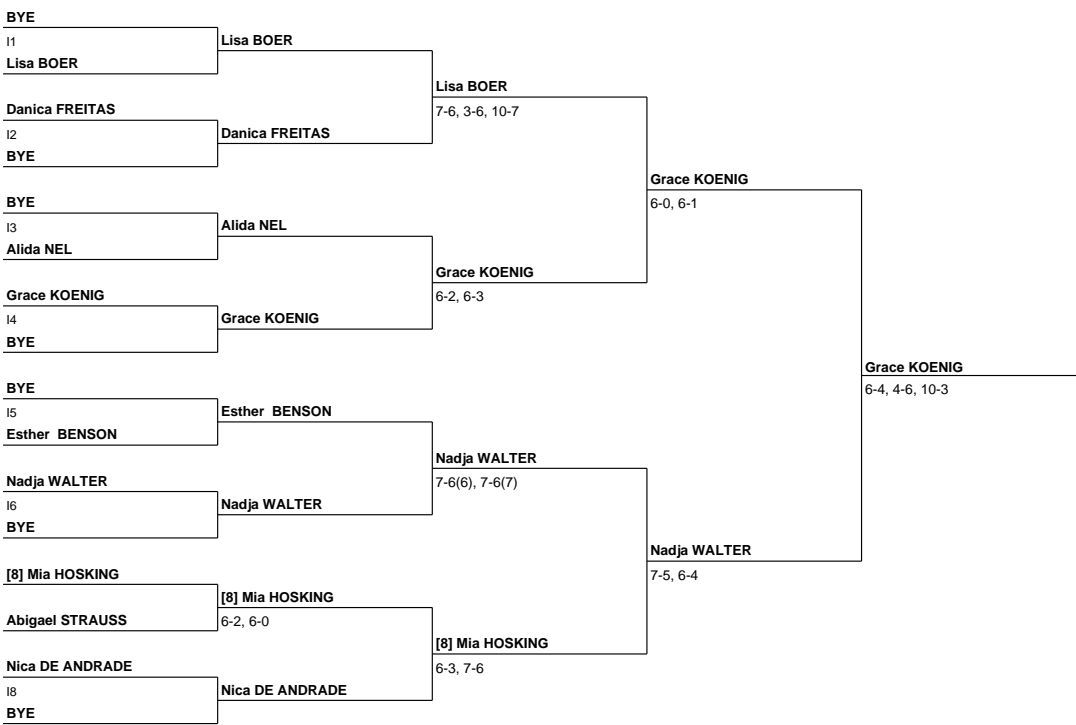 BYE
I1
Lisa BOER
Danica FREITAS
I2
BYE
BYE
I3
Alida NEL
Grace KOENIG
I4
BYE
BYE
I5
Esther BENSON
Nadja WALTER
I6
BYE
[8] Mia HOSKING
Abigael STRAUSS
Nica DE ANDRADE
I8
BYE
Lisa BOER
Danica FREITAS
Alida NEL
Grace KOENIG
Esther BENSON
Nadja WALTER
[8] Mia HOSKING
6-2, 6-0
Nica DE ANDRADE
Lisa BOER
7-6, 3-6, 10-7
Grace KOENIG
6-2, 6-3
Nadja WALTER
7-6(6), 7-6(7)
[8] Mia HOSKING
6-3, 7-6
Grace KOENIG
6-0, 6-1
Nadja WALTER
7-5, 6-4
Grace KOENIG
6-4, 4-6, 10-3